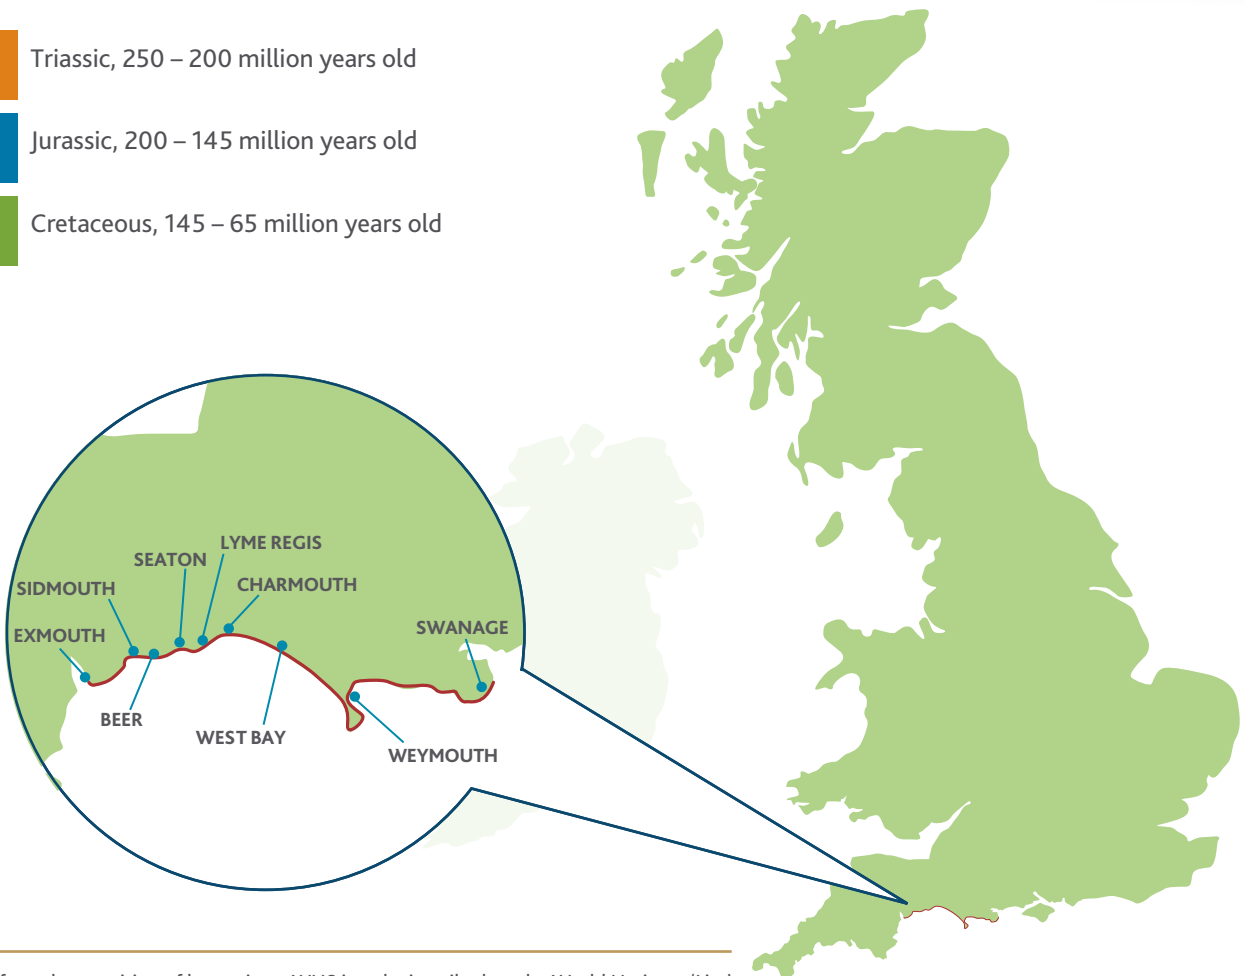 Triassic, 250 – 200 million years old
Jurassic, 200 – 145 million years old
Cretaceous, 145 – 65 million years old
LYME REGIS
SEATON
CHARMOUTH
SIDMOUTH
SWANAGE
EXMOUTH
BEER
WEST BAY
WEYMOUTH